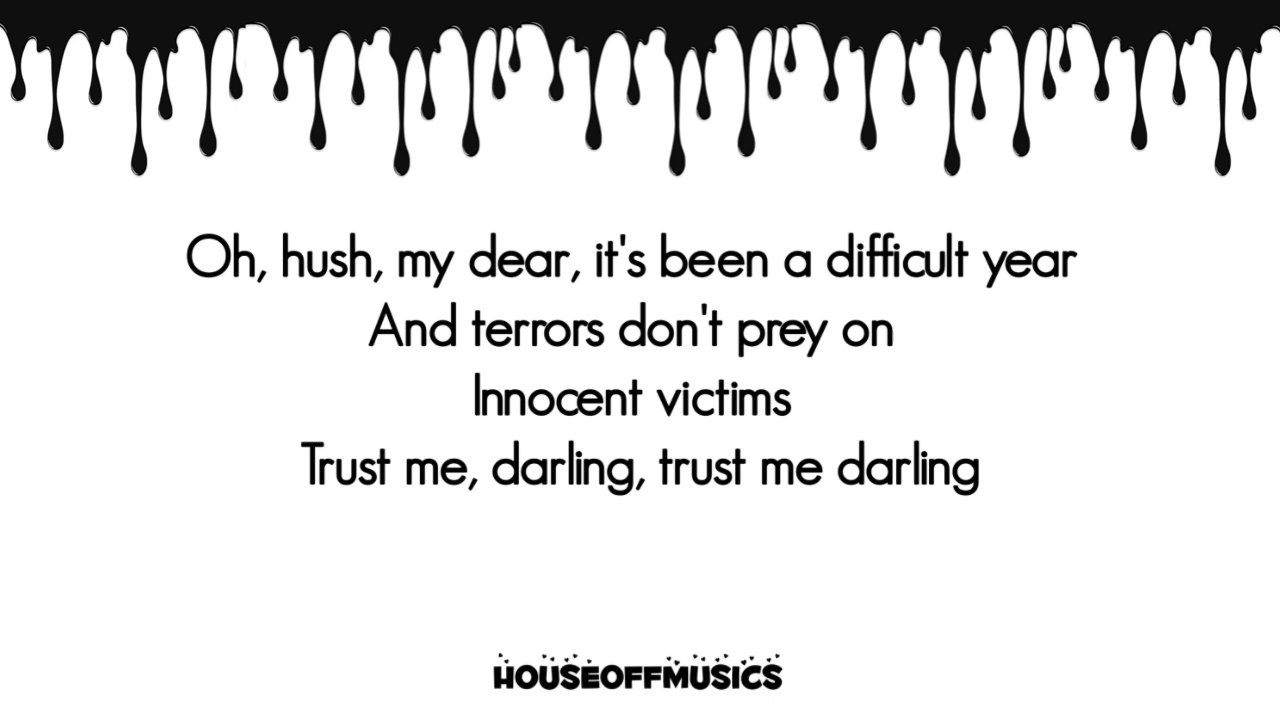 Oh, hush, my dear, it's been a difficult year
And terrors don't prey on
Innocent victims
Trust me, darling, trust me darling
HOUSEOFFMUSICS